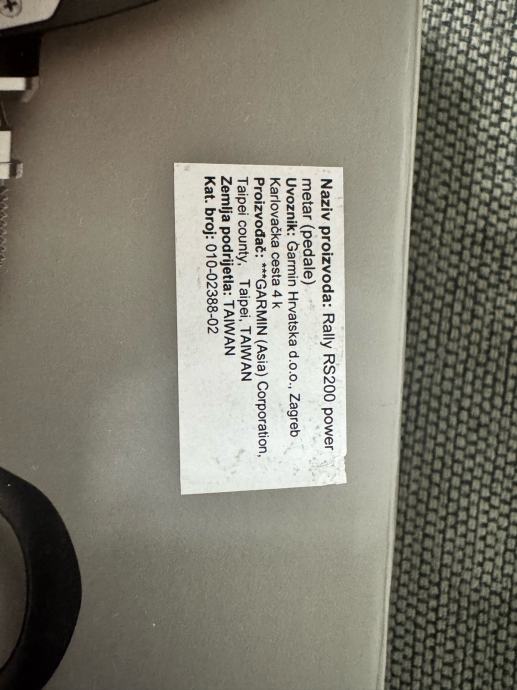 Naziv proizvoda: Rally RS200 power
metar (pedale)
Uvoznik: Garmin Hrvatska d.o.o., Zagreb
Karlovačka cesta 4 k
Proizvođač: ***GARMIN (Asia) Corporation,
Taipei county, Taipei, TAIWAN
Zemlja podrijetla: TAIWAN
Kat. broj: 010-02388-02